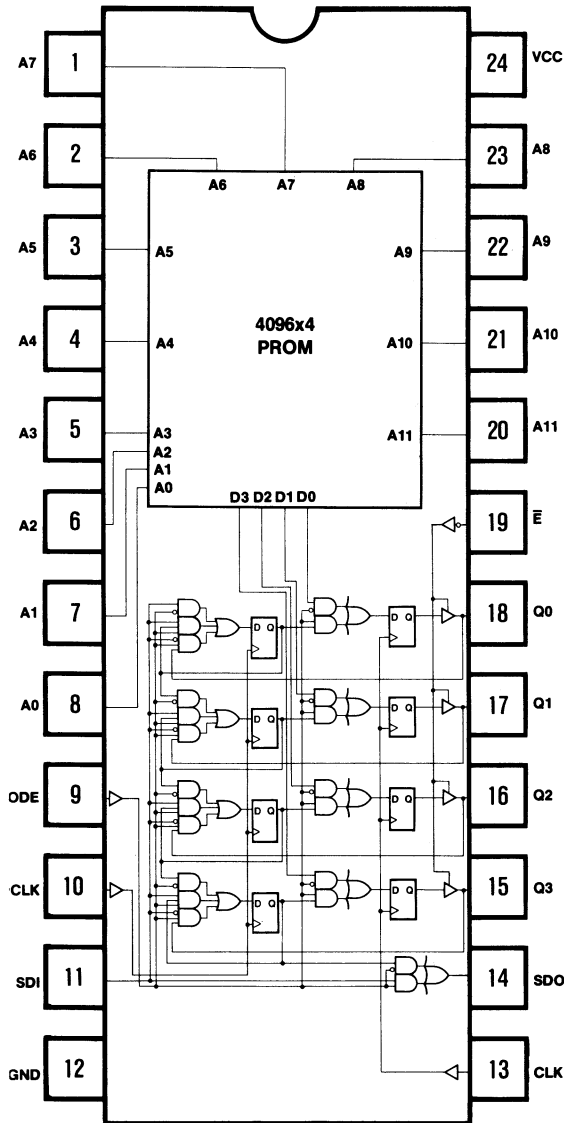 A7 1 24 VCC
A6 2 23 A8
A6 A7 A8
A5 3 22 A9
A5 A9
4096x4
PROM
A4 4 21 A10
A4 A10
A3 5 20 A11
A3 A11
A2
A1
A0
D3 D2 D1 D0
A2 6 19 E̅
A1 7 18 Q0
D Q D Q
A0 8 17 Q1
D Q D Q
ODE 9 16 Q2
D Q D Q
CLK 10 15 Q3
D Q D Q
SDI 11 14 SDO
GND 12 13 CLK